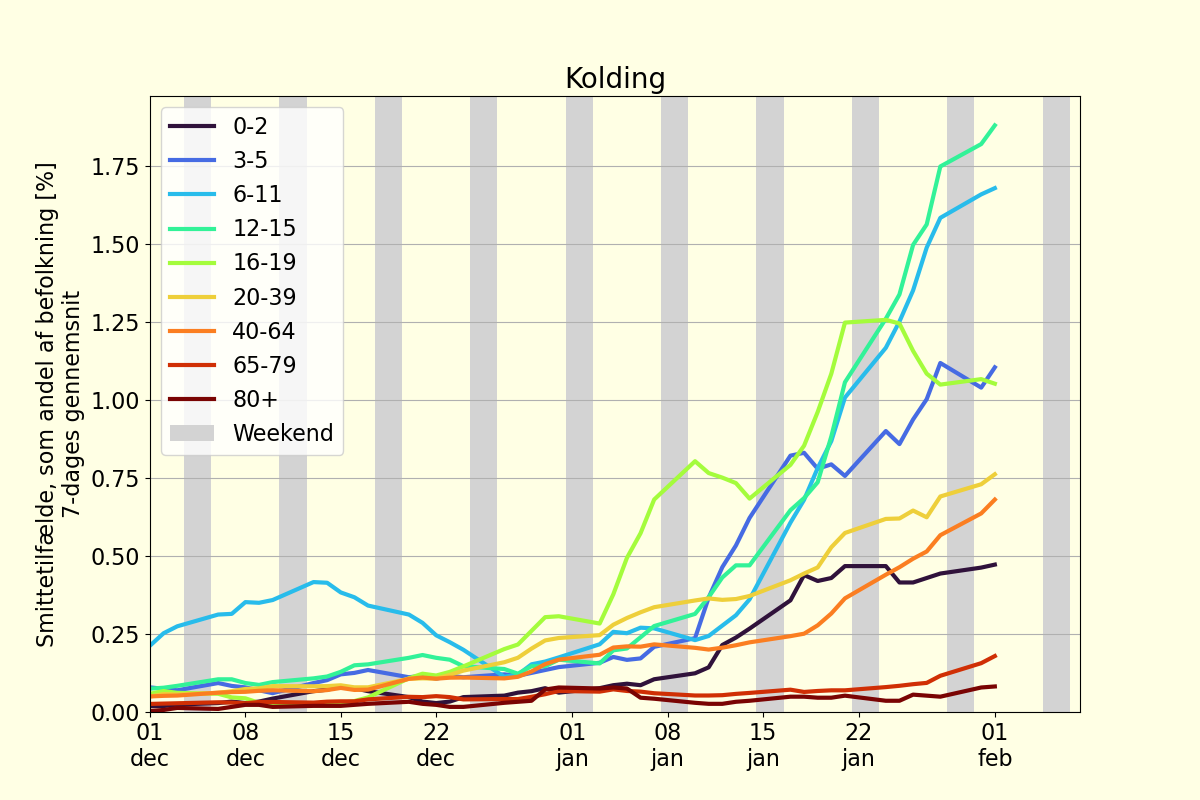 Kolding
Smittetilfælde, som andel af befolkning [%]
7-dages gennemsnit
1.75
1.50
1.25
1.00
0.75
0.50
0.25
0.00
0-2
3-5
6-11
12-15
16-19
20-39
40-64
65-79
80+
Weekend
01 08 15 22 01 08 15 22 01
dec dec dec dec jan jan jan jan feb